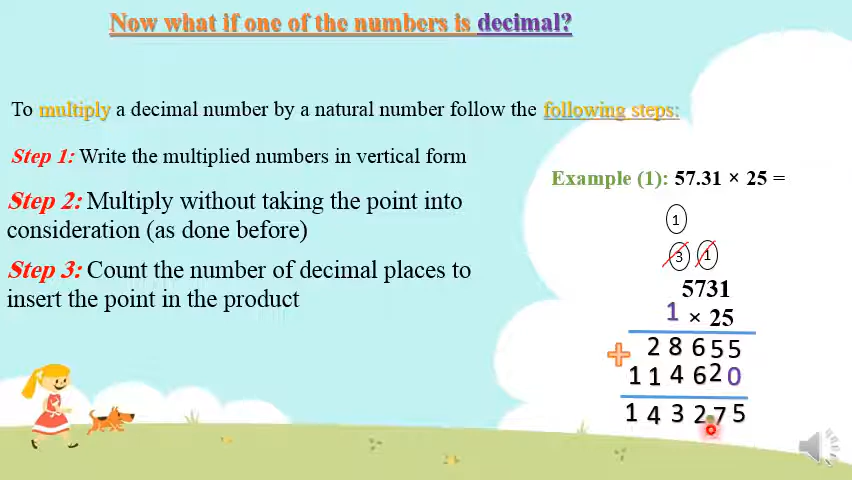 Now what if one of the numbers is decimal?
To multiply a decimal number by a natural number follow the following steps:
Step 1: Write the multiplied numbers in vertical form
Step 2: Multiply without taking the point into
consideration (as done before)
Step 3: Count the number of decimal places to
insert the point in the product
Example (1): 57.31 × 25 =
1
3 1
5731
1 × 25
+ 28655
114620
143275